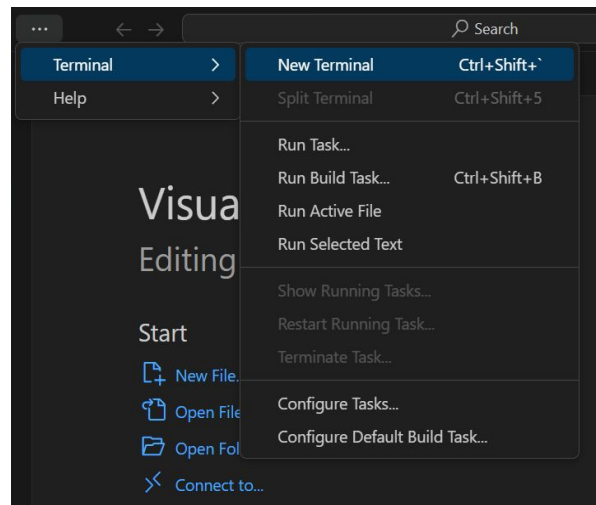 Search
Terminal
Help
New Terminal Ctrl+Shift+`
Split Terminal Ctrl+Shift+5
Run Task...
Run Build Task... Ctrl+Shift+B
Run Active File
Run Selected Text
Show Running Tasks...
Restart Running Task...
Terminate Task...
Configure Tasks...
Configure Default Build Task...
Visua
Editing
Start
New File.
Open File
Open Fol
Connect to...